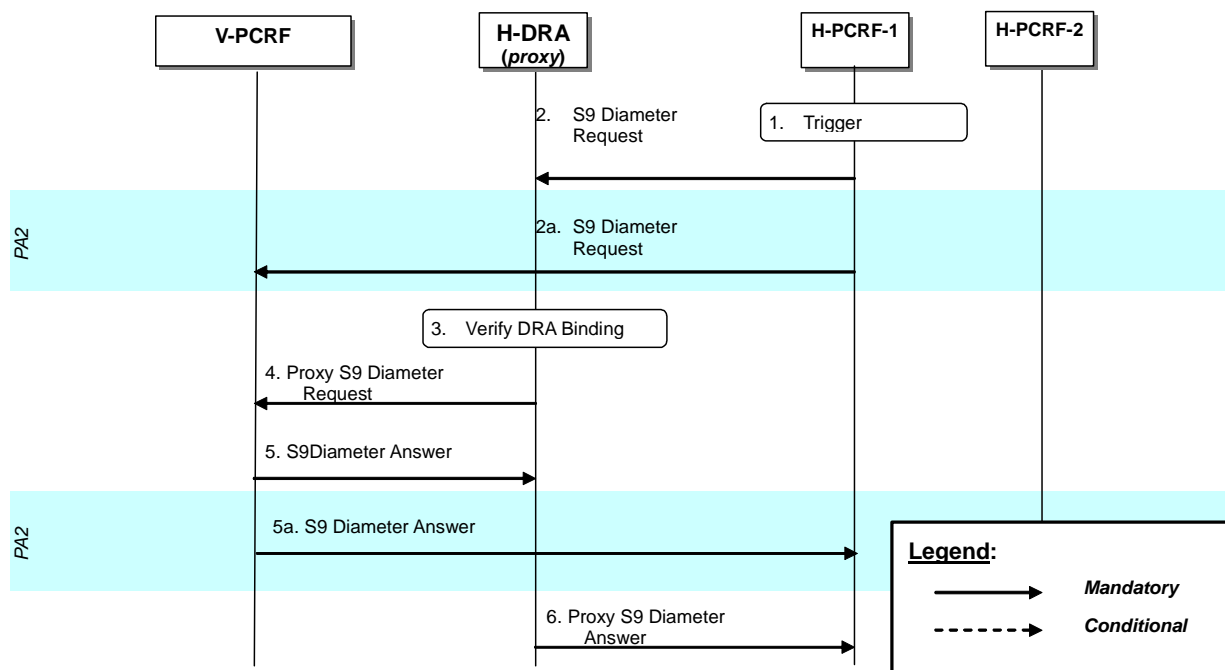 V-PCRF
H-DRA
(proxy)
H-PCRF-1
H-PCRF-2
1. Trigger
2. S9 Diameter
Request
PA2
2a. S9 Diameter
Request
3. Verify DRA Binding
4. Proxy S9 Diameter
Request
5. S9Diameter Answer
PA2
5a. S9 Diameter Answer
6. Proxy S9 Diameter
Answer
Legend:
Mandatory
Conditional